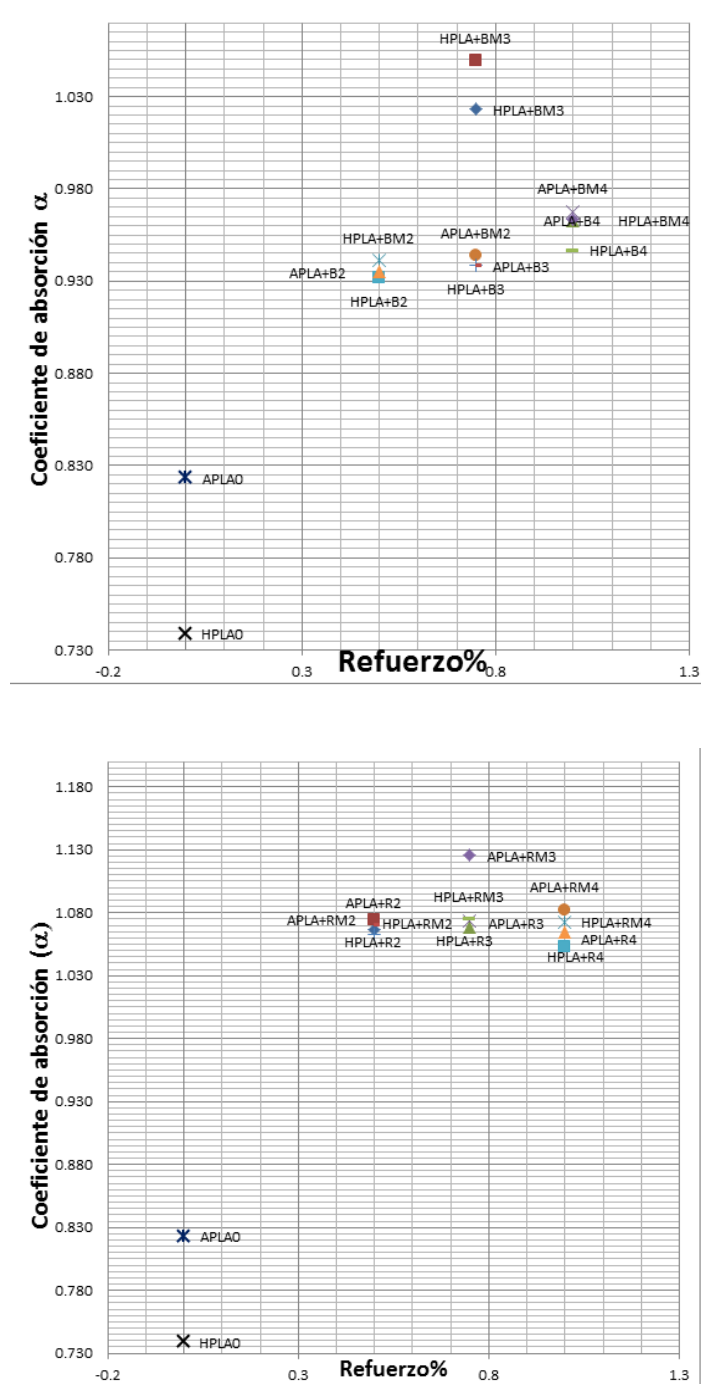 HPLA+BM3
1.030
HPLA+BM3
0.980
APLA+BM4
APLA+B4 HPLA+BM4
HPLA+BM2 APLA+BM2
HPLA+B4
0.930
APLA+B2 APLA+B3
HPLA+B2 HPLA+B3
0.880
0.830
APLA0
0.780
HPLA0
0.730
-0.2 0.3 0.8 1.3
Refuerzo%
Coeficiente de absorción α
1.180
1.130
APLA+RM3
APLA+RM4
HPLA+RM3
APLA+R2
1.080
APLA+RM2 HPLA+RM2 APLA+R3 HPLA+RM4
HPLA+R2 HPLA+R3 APLA+R4
HPLA+R4
1.030
0.980
0.930
0.880
0.830
APLA0
0.780
HPLA0
0.730
-0.2 0.3 0.8 1.3
Refuerzo%
Coeficiente de absorción (α)